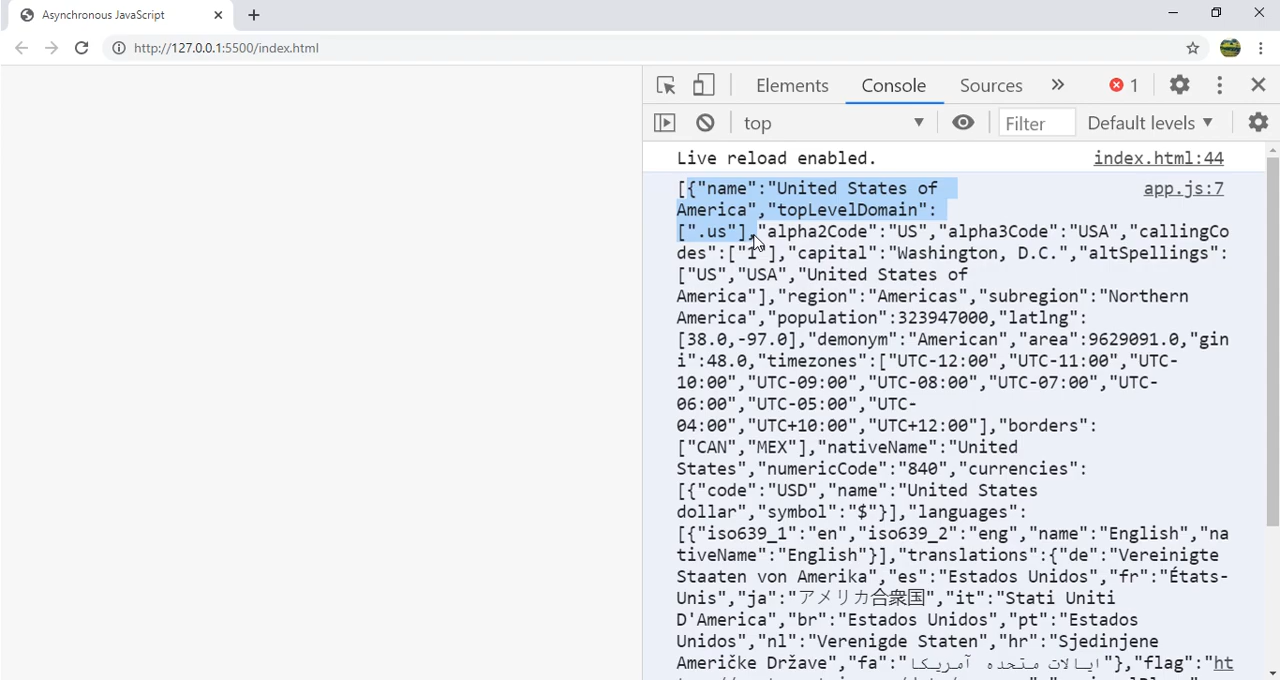 Asynchronous JavaScript
http://127.0.0.1:5500/index.html
Elements Console Sources » 1
top Filter Default levels
Live reload enabled. index.html:44
[{"name":"United States of app.js:7
America","topLevelDomain":
[".us"],"alpha2Code":"US","alpha3Code":"USA","callingCo
des":["1"],"capital":"Washington, D.C.","altSpellings":
["US","USA","United States of
America"],"region":"Americas","subregion":"Northern
America","population":323947000,"latlng":
[38.0,-97.0],"demonym":"American","area":9629091.0,"gin
i":48.0,"timezones":["UTC-12:00","UTC-11:00","UTC-
10:00","UTC-09:00","UTC-08:00","UTC-07:00","UTC-
06:00","UTC-05:00","UTC-
04:00","UTC+10:00","UTC+12:00"],"borders":
["CAN","MEX"],"nativeName":"United
States","numericCode":"840","currencies":
[{"code":"USD","name":"United States
dollar","symbol":"$"}],"languages":
[{"iso639_1":"en","iso639_2":"eng","name":"English","na
tiveName":"English"}],"translations":{"de":"Vereinigte
Staaten von Amerika","es":"Estados Unidos","fr":"États-
Unis","ja":"アメリカ合衆国","it":"Stati Uniti
D'America","br":"Estados Unidos","pt":"Estados
Unidos","nl":"Verenigde Staten","hr":"Sjedinjene
Američke Države","fa":"ایالات متحده آمریکا"},"flag":"ht